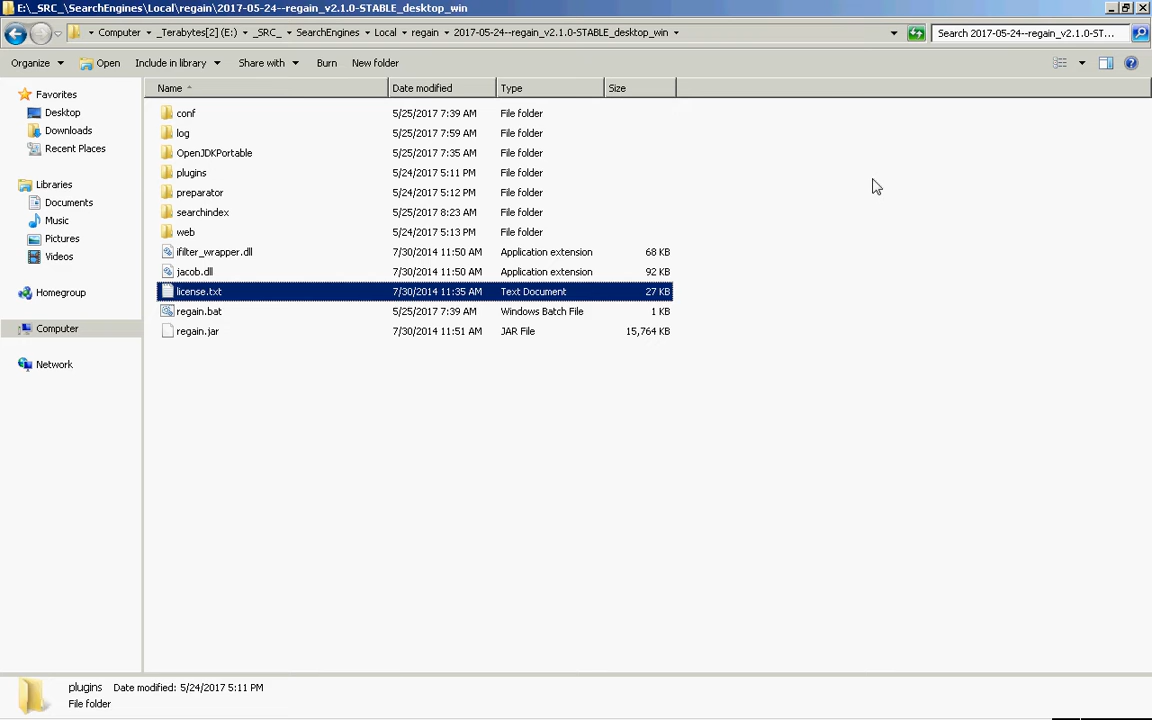 E:\_SRC_\SearchEngines\Local\regain\2017-05-24--regain_v2.1.0-STABLE_desktop_win
Computer _Terabytes[2] (E:) _SRC_ SearchEngines Local regain 2017-05-24--regain_v2.1.0-STABLE_desktop_win Search 2017-05-24--regain_v2.1.0-ST...
Organize Open Include in library Share with Burn New folder
Name Date modified Type Size
Favorites
Desktop
Downloads
Recent Places
Libraries
Documents
Music
Pictures
Videos
Homegroup
Computer
Network
conf 5/25/2017 7:39 AM File folder
log 5/25/2017 7:59 AM File folder
OpenJDKPortable 5/25/2017 7:35 AM File folder
plugins 5/24/2017 5:11 PM File folder
preparator 5/24/2017 5:12 PM File folder
searchindex 5/25/2017 8:23 AM File folder
web 5/24/2017 5:13 PM File folder
ifilter_wrapper.dll 7/30/2014 11:50 AM Application extension 68 KB
jacob.dll 7/30/2014 11:50 AM Application extension 92 KB
license.txt 7/30/2014 11:35 AM Text Document 27 KB
regain.bat 5/25/2017 7:39 AM Windows Batch File 1 KB
regain.jar 7/30/2014 11:51 AM JAR File 15,764 KB
plugins Date modified: 5/24/2017 5:11 PM
File folder